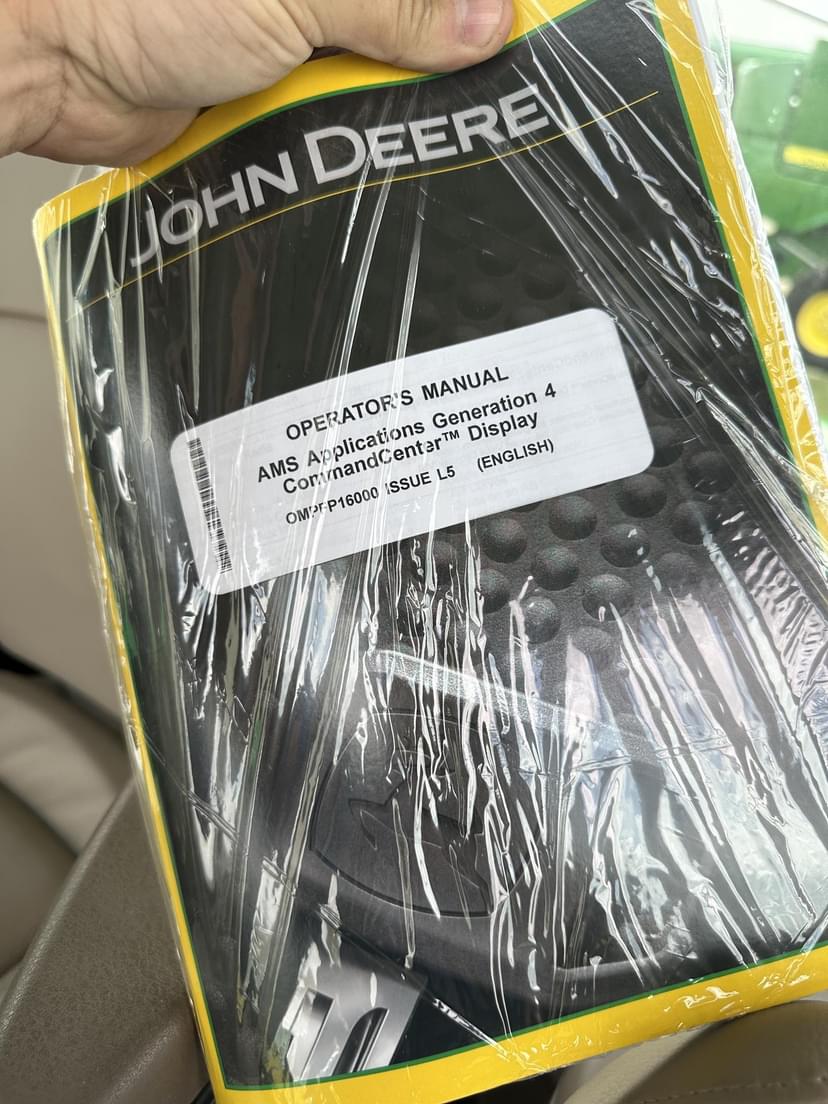 JOHN DEERE
OPERATOR'S MANUAL
AMS Applications Generation 4
CommandCenter™ Display
OMPFP16000 ISSUE L5 (ENGLISH)